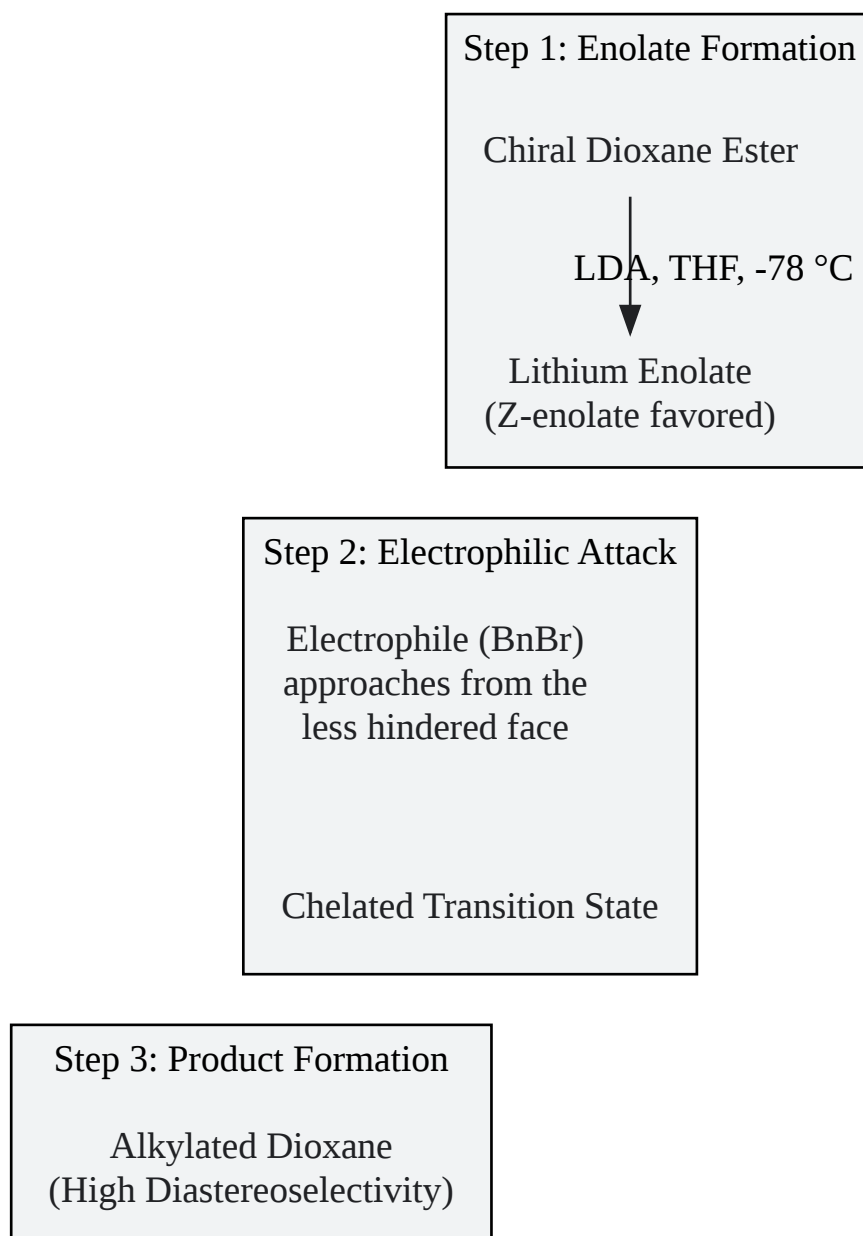 Step 1: Enolate Formation
Chiral Dioxane Ester
LDA, THF, -78 °C
Lithium Enolate
(Z-enolate favored)
Step 2: Electrophilic Attack
Electrophile (BnBr)
approaches from the
less hindered face
Chelated Transition State
Step 3: Product Formation
Alkylated Dioxane
(High Diastereoselectivity)